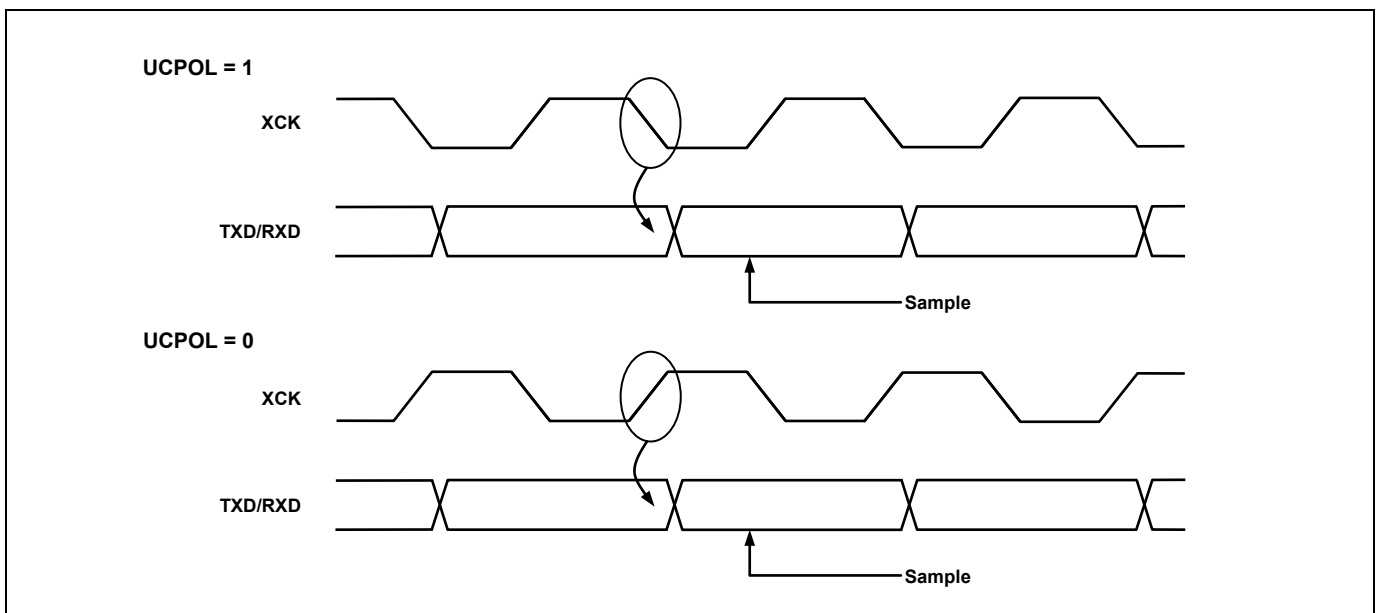 UCPOL = 1
XCK
TXD/RXD
Sample
UCPOL = 0
XCK
TXD/RXD
Sample